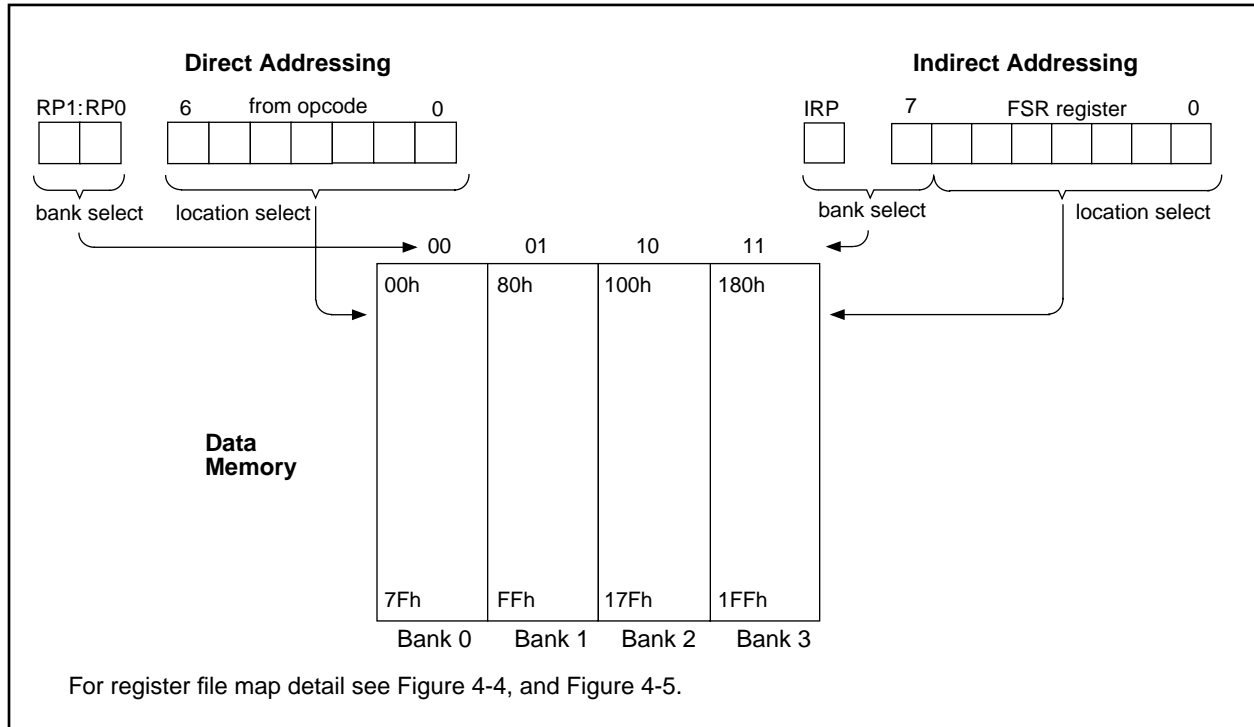 Direct Addressing
Indirect Addressing
RP1:RP0 6 from opcode 0
IRP 7 FSR register 0
bank select location select
bank select location select
00 01 10 11
00h 80h 100h 180h
Data
Memory
7Fh FFh 17Fh 1FFh
Bank 0 Bank 1 Bank 2 Bank 3
For register file map detail see Figure 4-4, and Figure 4-5.